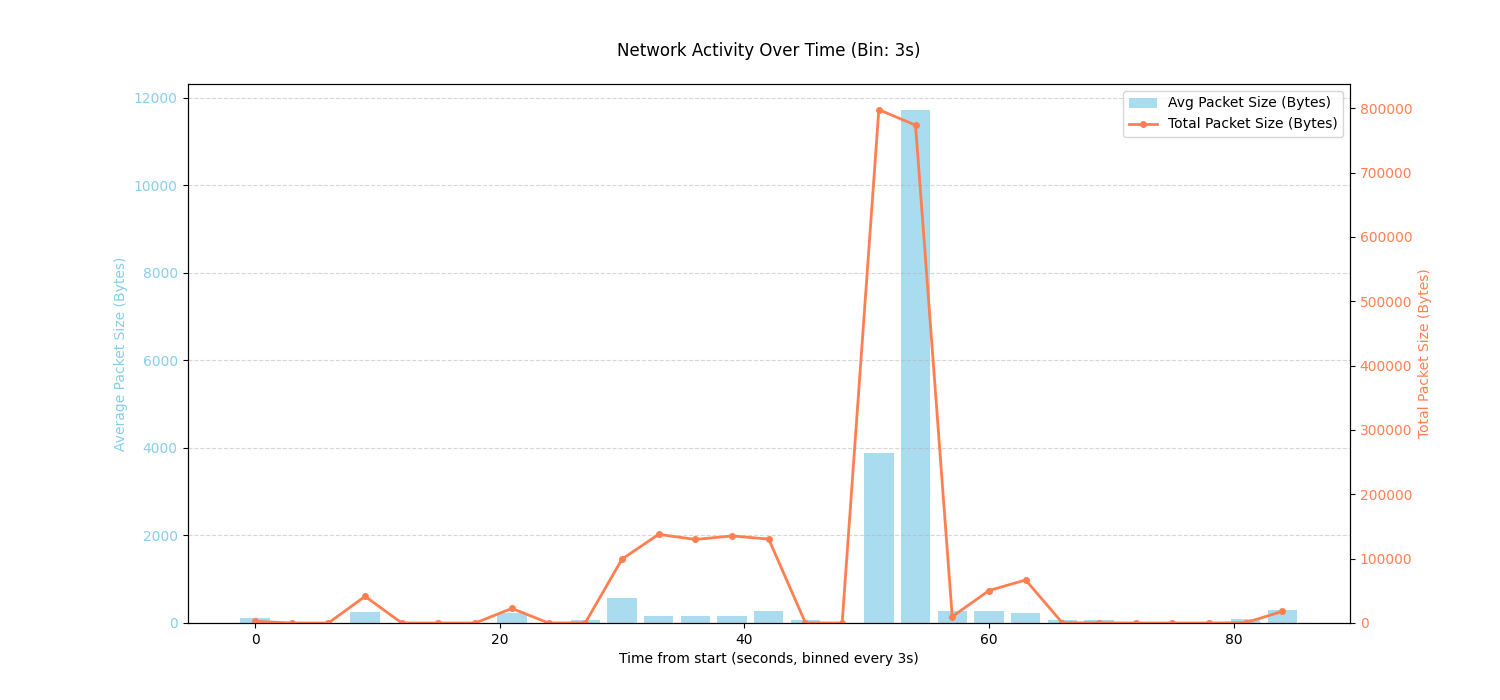 Network Activity Over Time (Bin: 3s)
Avg Packet Size (Bytes)
Total Packet Size (Bytes)
Average Packet Size (Bytes)
12000
10000
8000
6000
4000
2000
0
800000
700000
600000
500000
400000
300000
200000
100000
0
Total Packet Size (Bytes)
0 20 40 60 80
Time from start (seconds, binned every 3s)